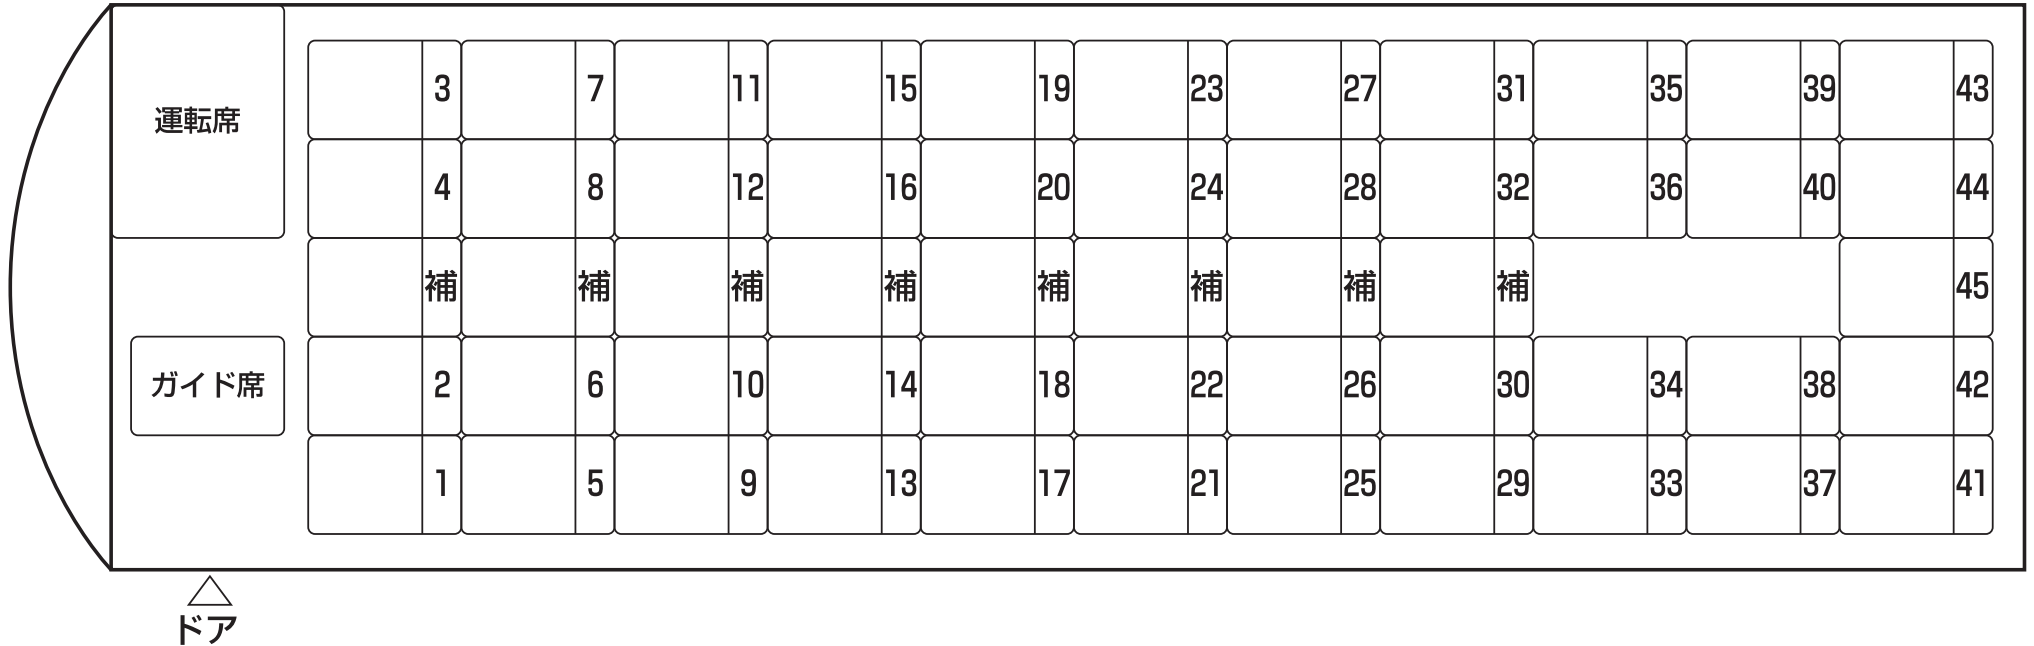 運転席
3 7 11 15 19 23 27 31 35 39 43
4 8 12 16 20 24 28 32 36 40 44
補 補 補 補 補 補 補 補 45
ガイド席
2 6 10 14 18 22 26 30 34 38 42
1 5 9 13 17 21 25 29 33 37 41
ドア